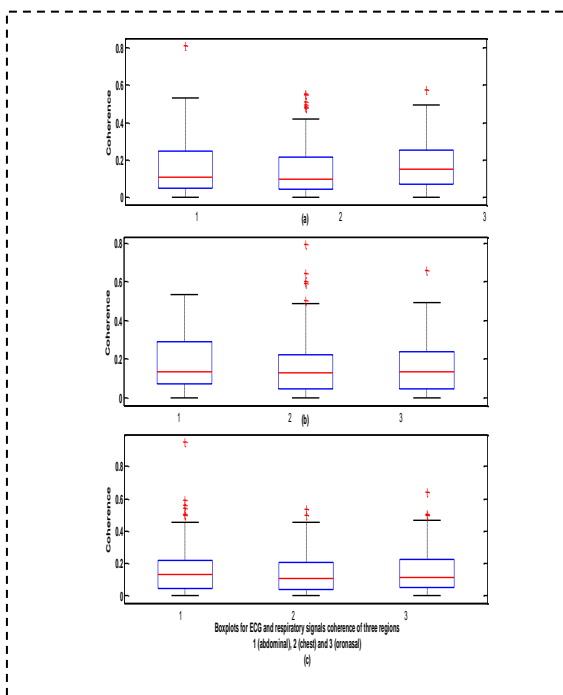 0.8
0.6
0.4
0.2
0
Coherence
1 2 3
(a)
0.8
0.6
0.4
0.2
0
Coherence
1 2 3
(b)
0.8
0.6
0.4
0.2
0
Coherence
1 2 3
Boxplots for ECG and respiratory signals coherence of three regions
1 (abdominal), 2 (chest) and 3 (oronasal)
(c)